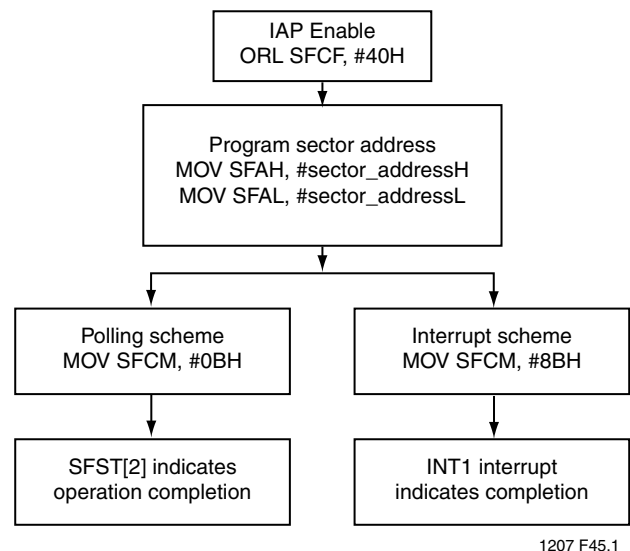 IAP Enable
ORL SFCF, #40H
Program sector address
MOV SFAH, #sector_addressH
MOV SFAL, #sector_addressL
Polling scheme
MOV SFCM, #0BH
Interrupt scheme
MOV SFCM, #8BH
SFST[2] indicates
operation completion
INT1 interrupt
indicates completion
1207 F45.1